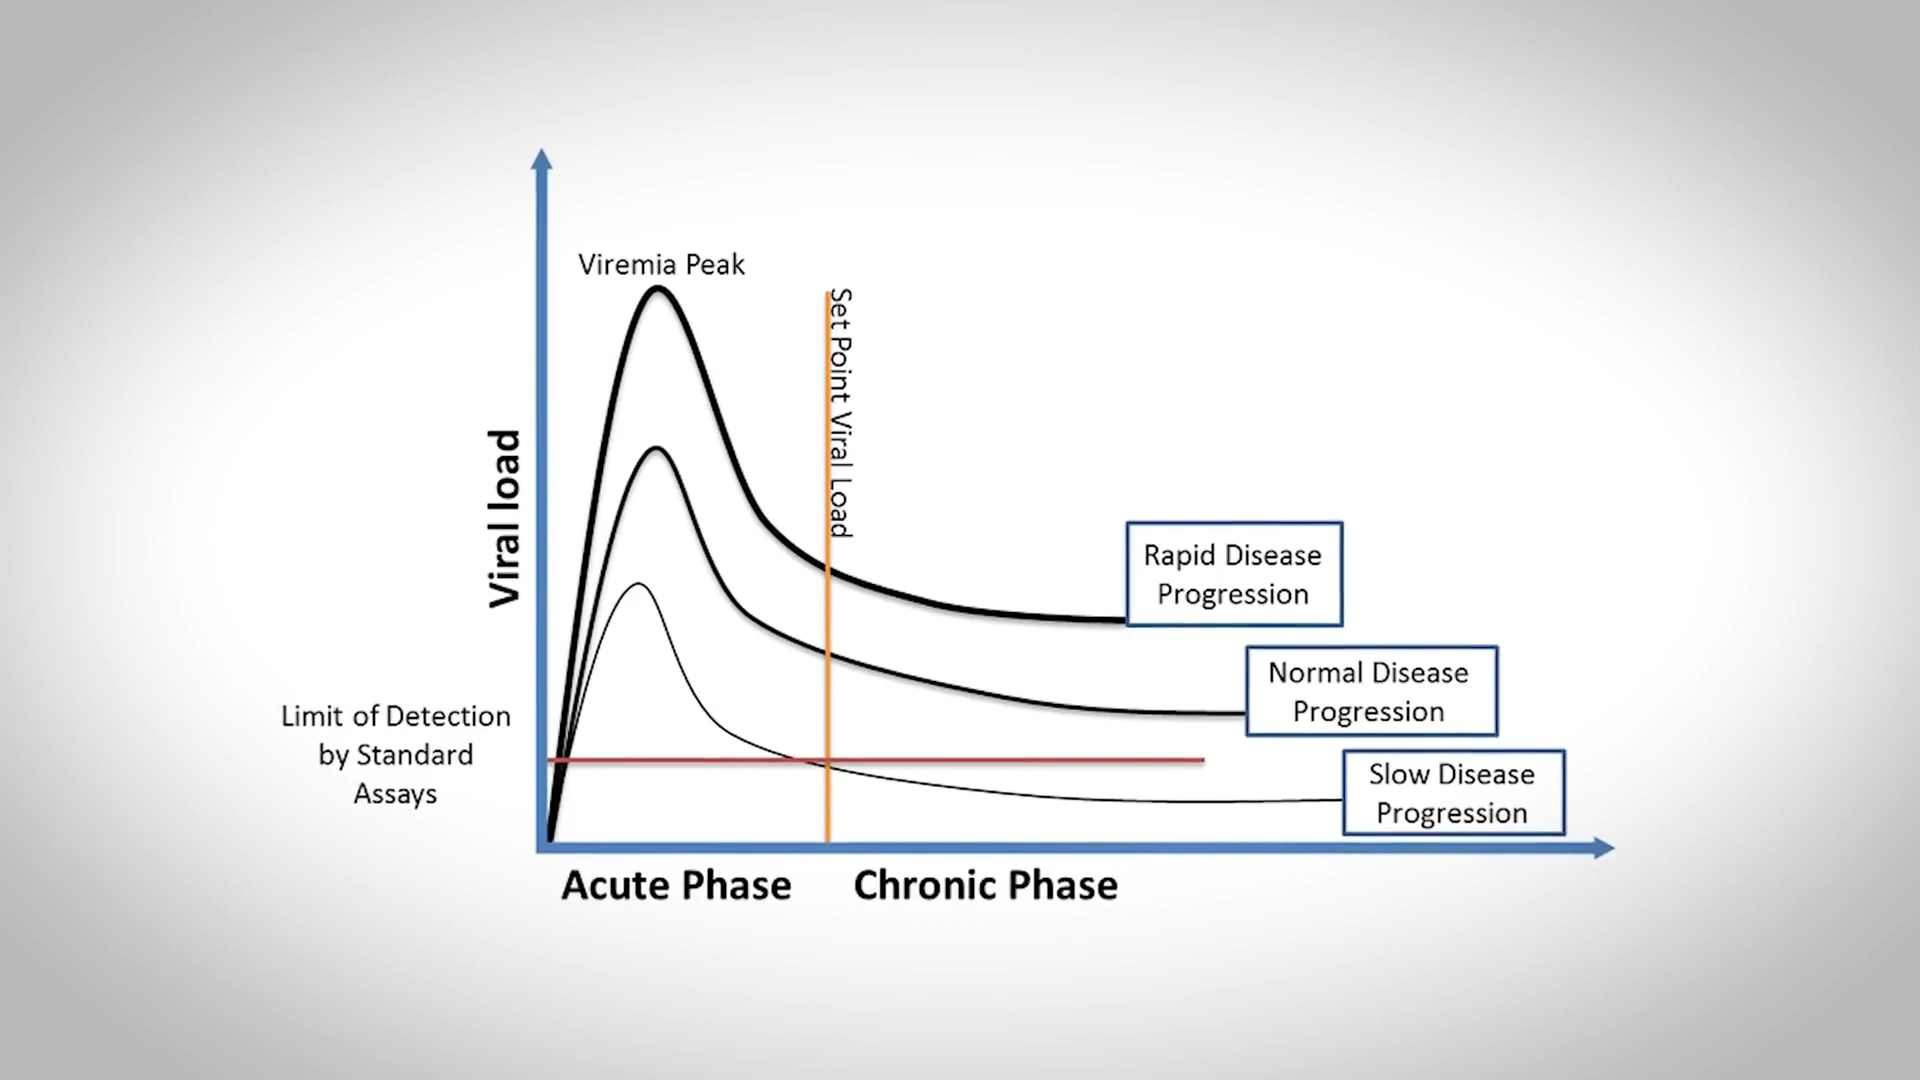 Viremia Peak
Set Point Viral Load
Viral load
Rapid Disease
Progression
Normal Disease
Progression
Limit of Detection
by Standard
Assays
Slow Disease
Progression
Acute Phase
Chronic Phase